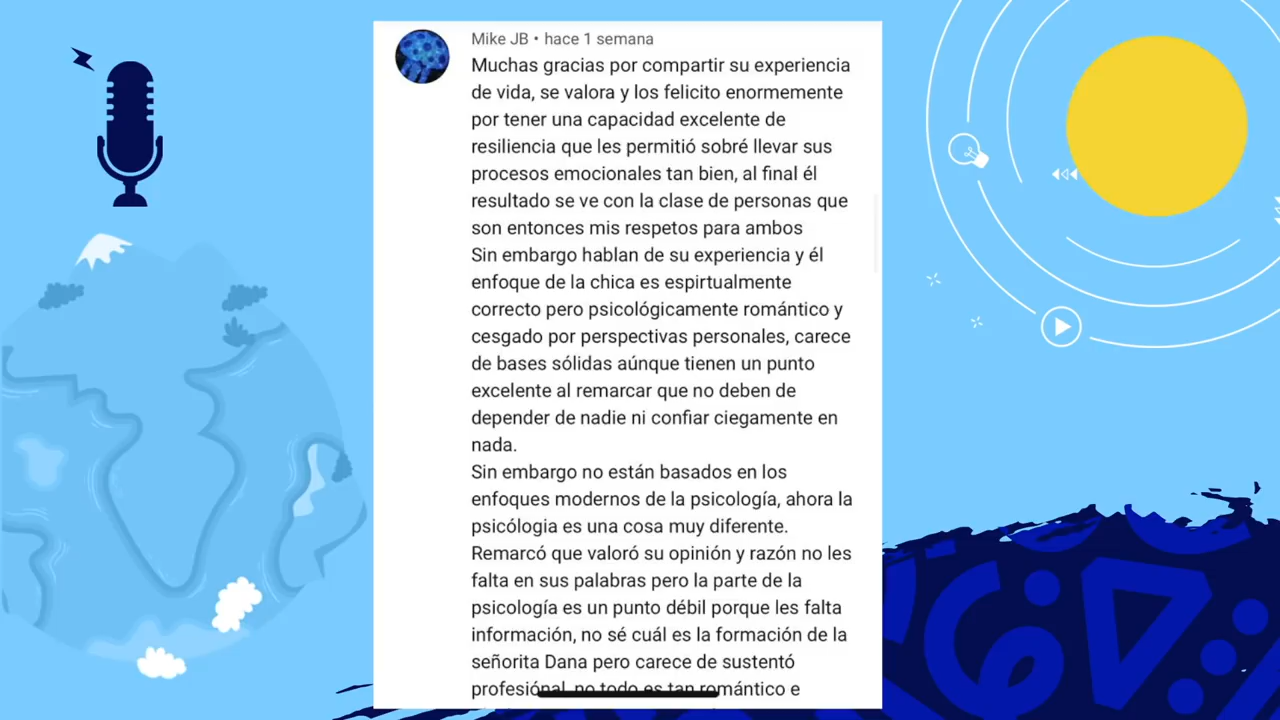 Mike JB • hace 1 semana
Muchas gracias por compartir su experiencia
de vida, se valora y los felicito enormemente
por tener una capacidad excelente de
resiliencia que les permitió sobré llevar sus
procesos emocionales tan bien, al final él
resultado se ve con la clase de personas que
son entonces mis respetos para ambos
Sin embargo hablan de su experiencia y él
enfoque de la chica es espirtualmente
correcto pero psicológicamente romántico y
cesgado por perspectivas personales, carece
de bases sólidas aúnque tienen un punto
excelente al remarcar que no deben de
depender de nadie ni confiar ciegamente en
nada.
Sin embargo no están basados en los
enfoques modernos de la psicología, ahora la
psicólogia es una cosa muy diferente.
Remarcó que valoró su opinión y razón no les
falta en sus palabras pero la parte de la
psicología es un punto débil porque les falta
información, no sé cuál es la formación de la
señorita Dana pero carece de sustentó
profesiónal, no todo es tan romántico e